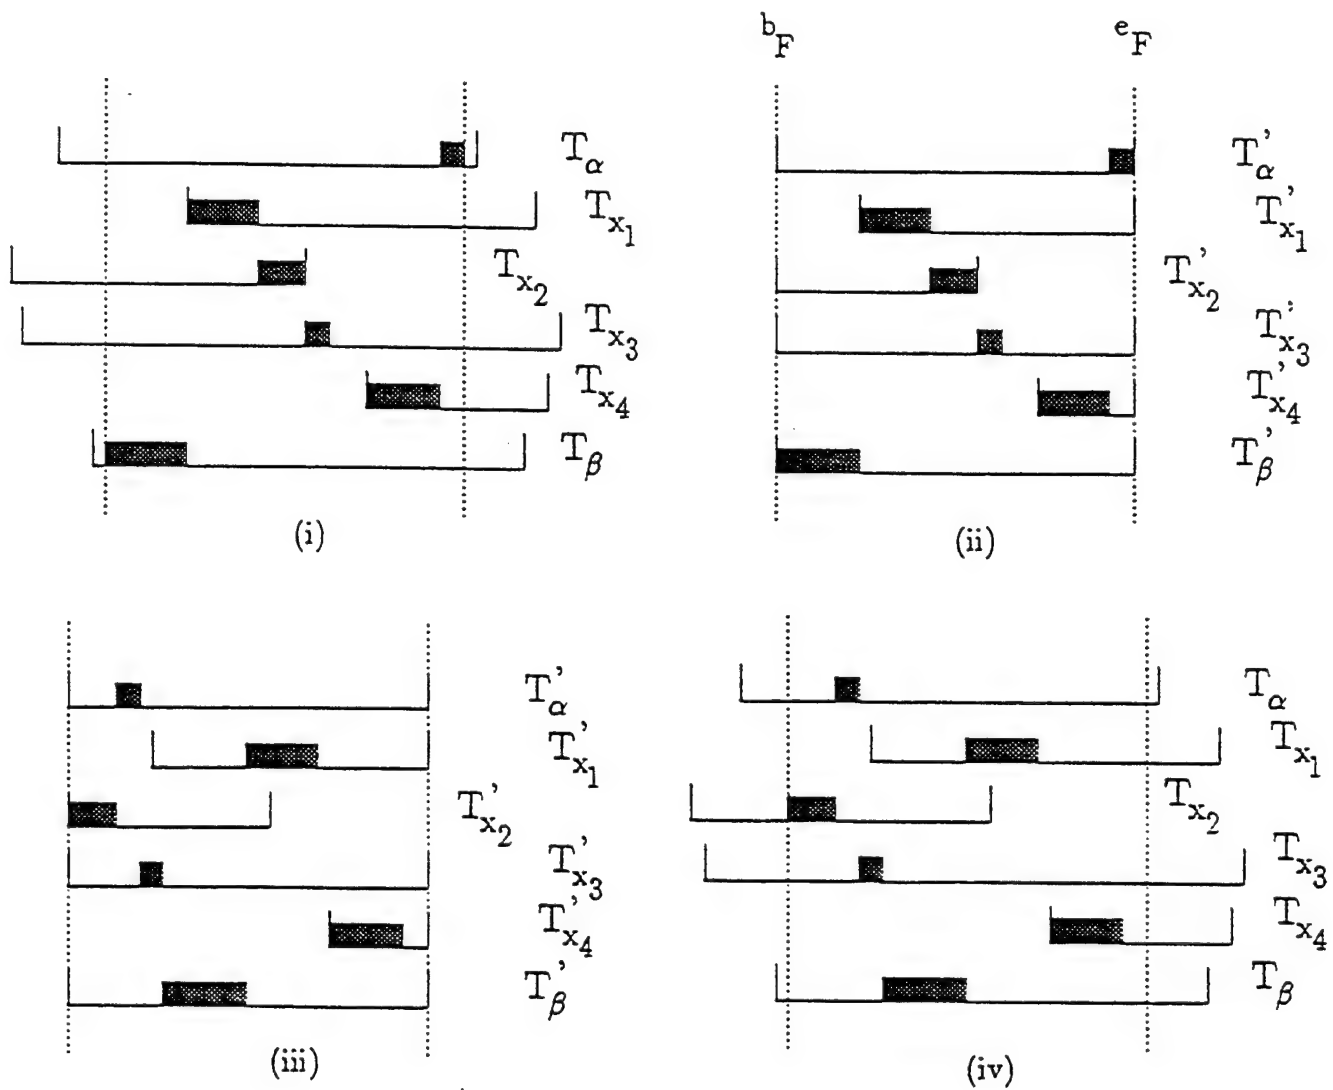 b_F e_F
T_α
T_x₁
T_x₂
T_x₃
T_x₄
T_β
(i)
T'_α
T'_x₁
T'_x₂
T'_x₃
T'_x₄
T'_β
(ii)
T'_α
T'_x₁
T'_x₂
T'_x₃
T'_x₄
T'_β
(iii)
T_α
T_x₁
T_x₂
T_x₃
T_x₄
T_β
(iv)